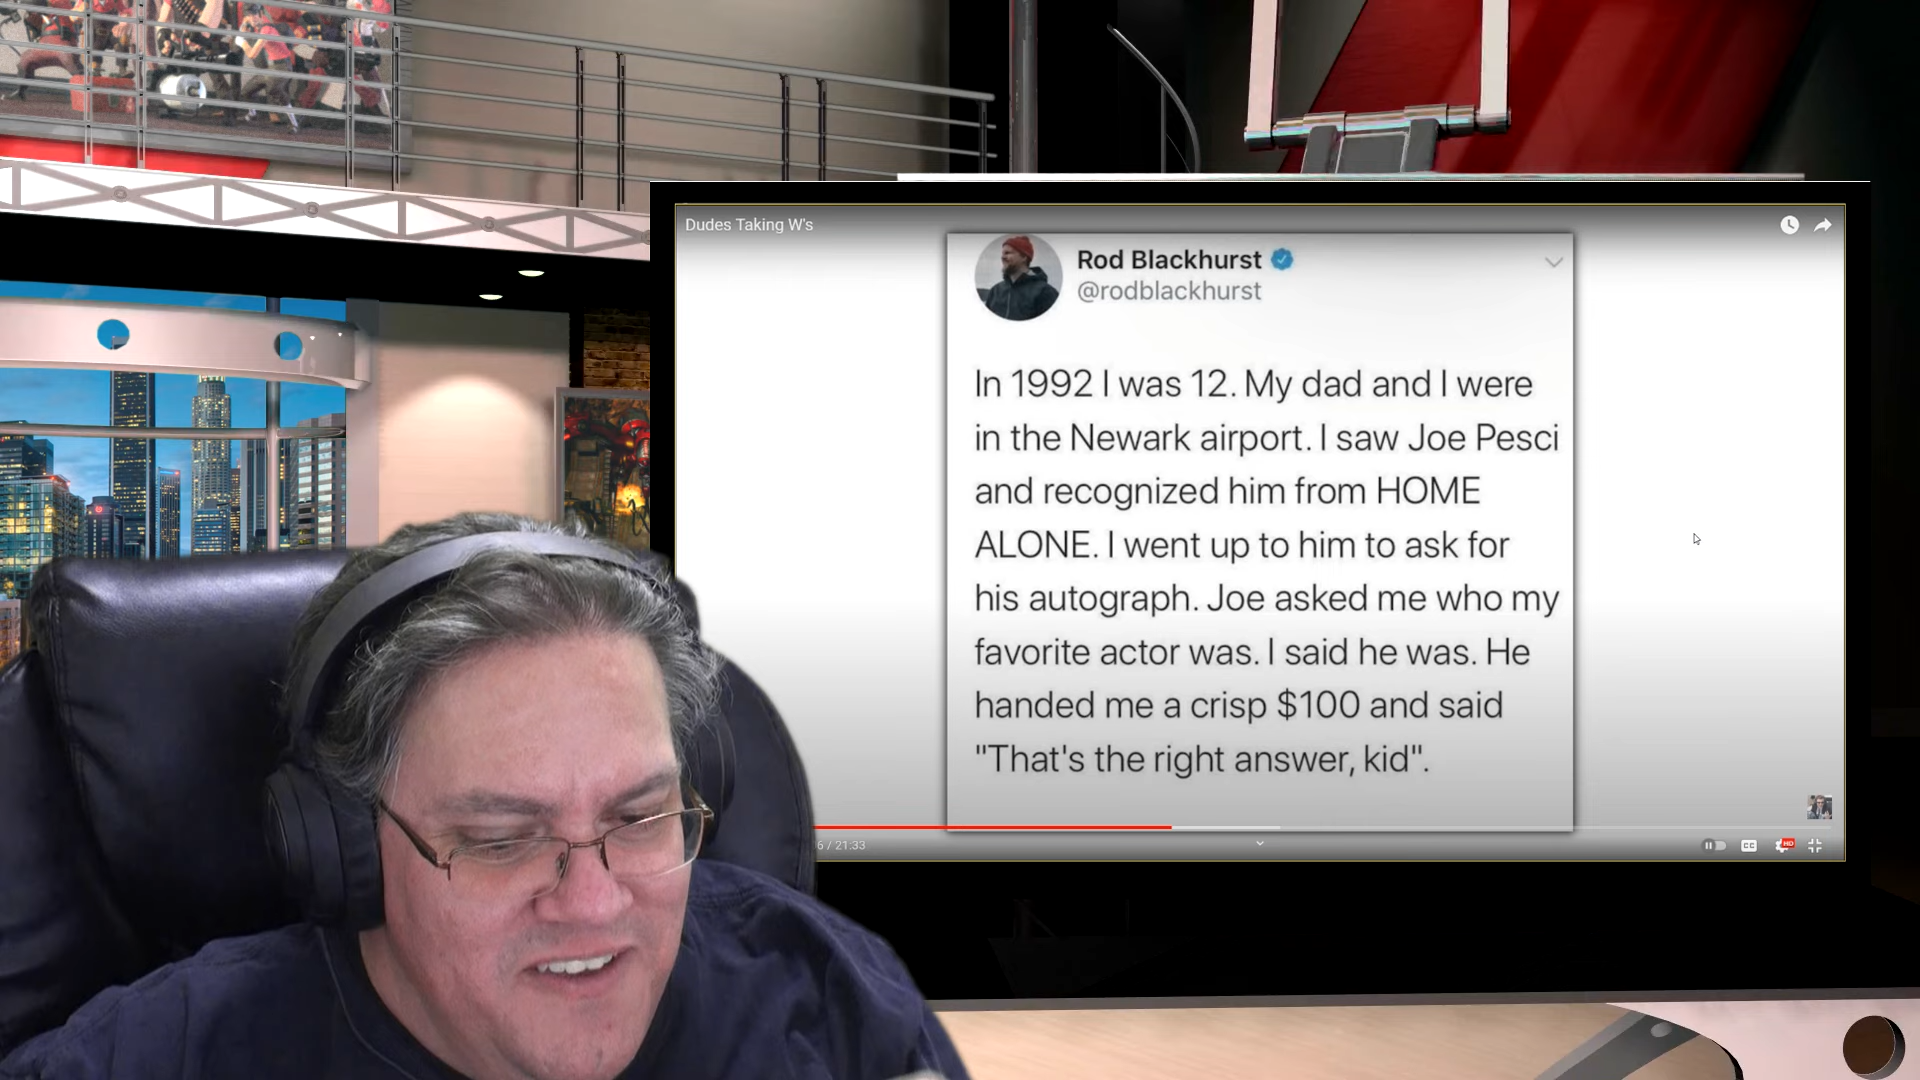 Dudes Taking W's
Rod Blackhurst
@rodblackhurst
In 1992 I was 12. My dad and I were
in the Newark airport. I saw Joe Pesci
and recognized him from HOME
ALONE. I went up to him to ask for
his autograph. Joe asked me who my
favorite actor was. I said he was. He
handed me a crisp $100 and said
"That's the right answer, kid".
6 / 21:33
CC
HD